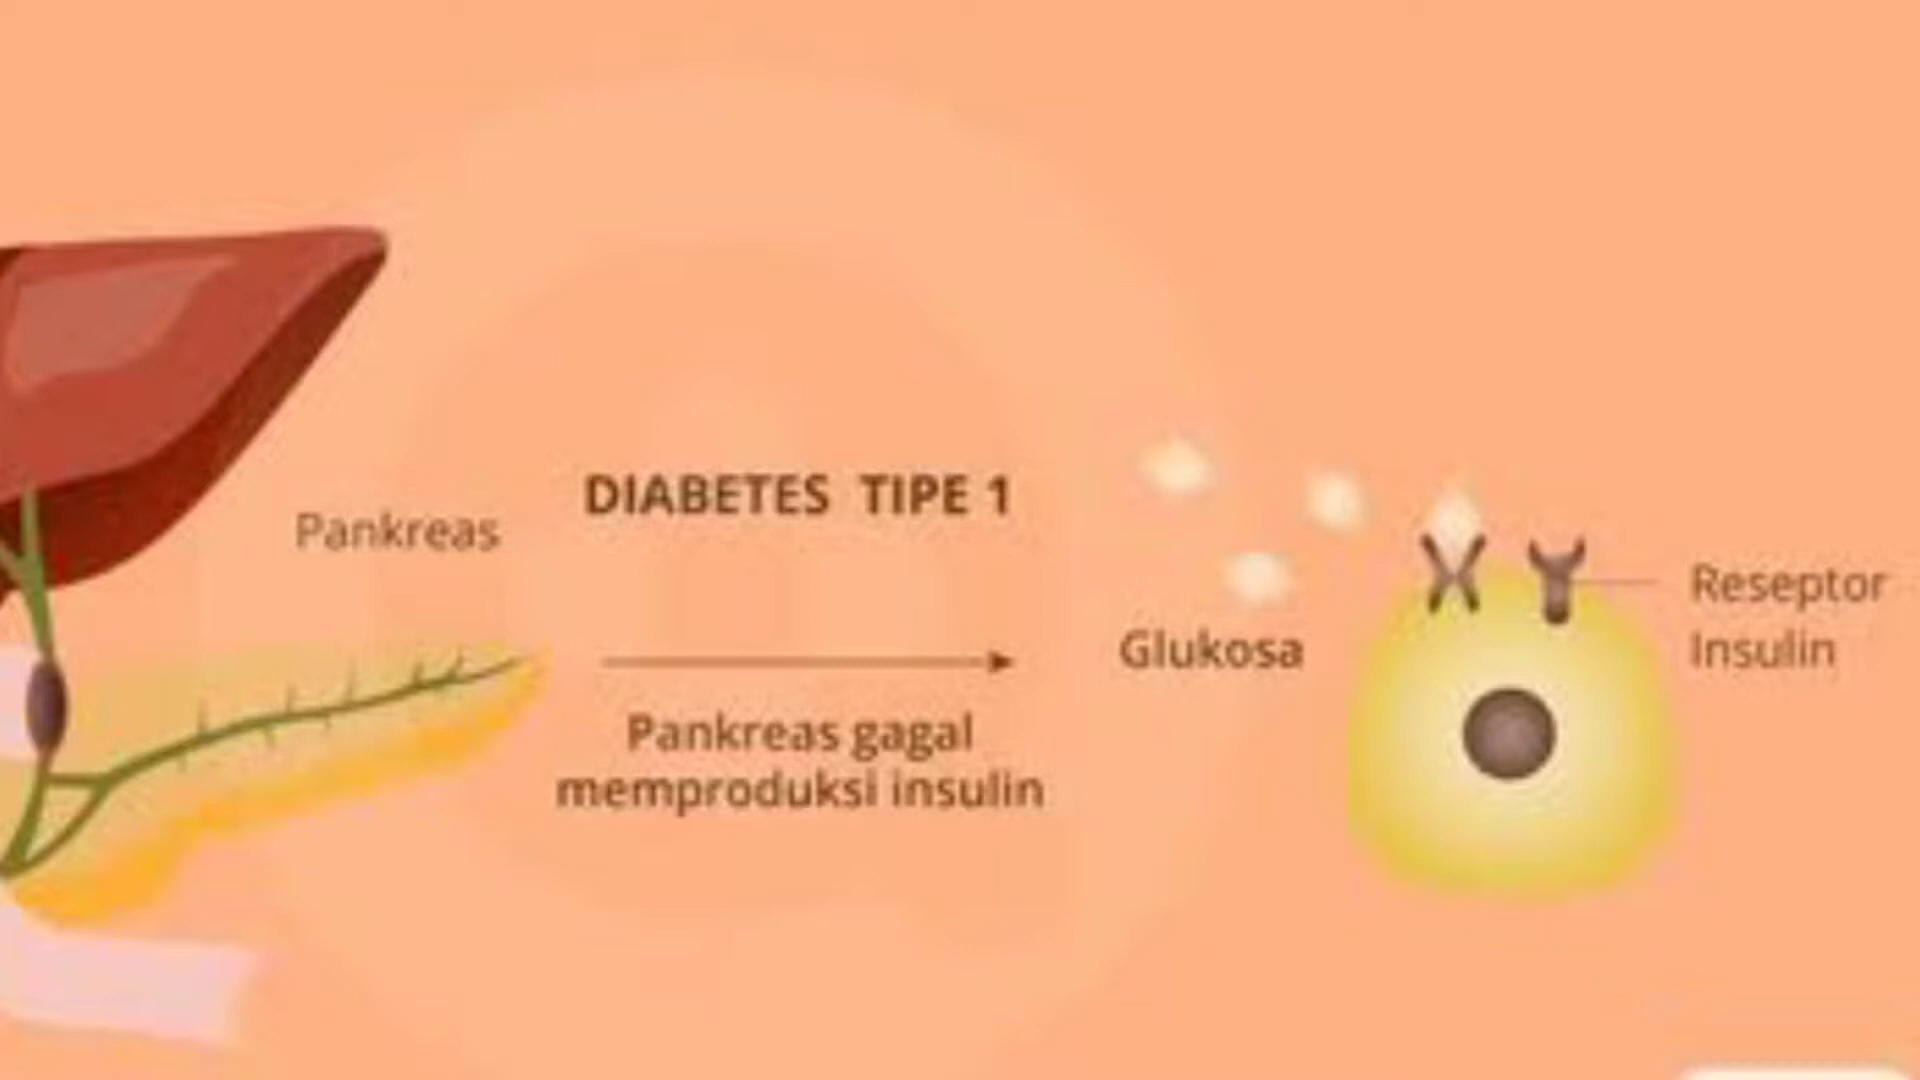 DIABETES TIPE 1
Pankreas
Reseptor
Insulin
Glukosa
Pankreas gagal
memproduksi insulin